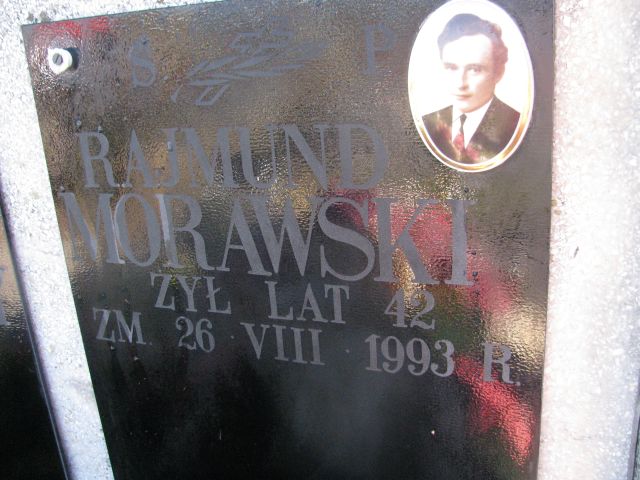 Ś. P.
RAJMUND
MORAWSKI
ŻYŁ LAT 42
ZM. 26 · VIII · 1993 R.